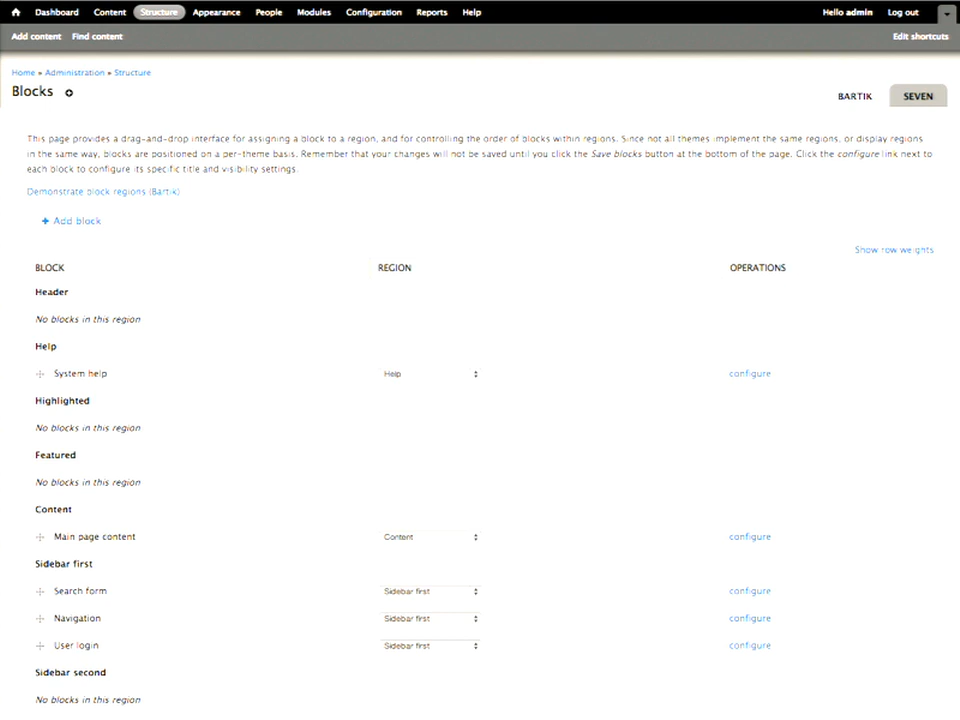 Dashboard Content Structure Appearance People Modules Configuration Reports Help Hello admin Log out
Add content Find content Edit shortcuts
Home » Administration » Structure
Blocks
BARTIK SEVEN
This page provides a drag-and-drop interface for assigning a block to a region, and for controlling the order of blocks within regions. Since not all themes implement the same regions, or display regions
in the same way, blocks are positioned on a per-theme basis. Remember that your changes will not be saved until you click the Save blocks button at the bottom of the page. Click the configure link next to
each block to configure its specific title and visibility settings.
Demonstrate block regions (Bartik)
Add block
Show row weights
BLOCK REGION OPERATIONS
Header
No blocks in this region
Help
System help Help configure
Highlighted
No blocks in this region
Featured
No blocks in this region
Content
Main page content Content configure
Sidebar first
Search form Sidebar first configure
Navigation Sidebar first configure
User login Sidebar first configure
Sidebar second
No blocks in this region